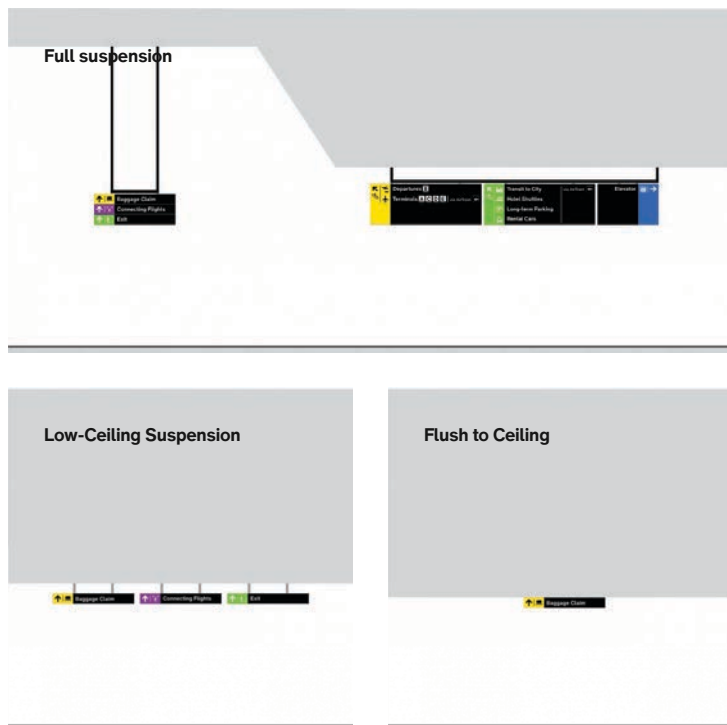 Full suspension
Baggage Claim
Connecting Flights
Exit
Departures B
Terminals A C D E
Transit to City
Hotel Shuttles
Long-term Parking
Rental Cars
Elevator
Low-Ceiling Suspension
Flush to Ceiling
Baggage Claim
Connecting Flights
Exit
Baggage Claim